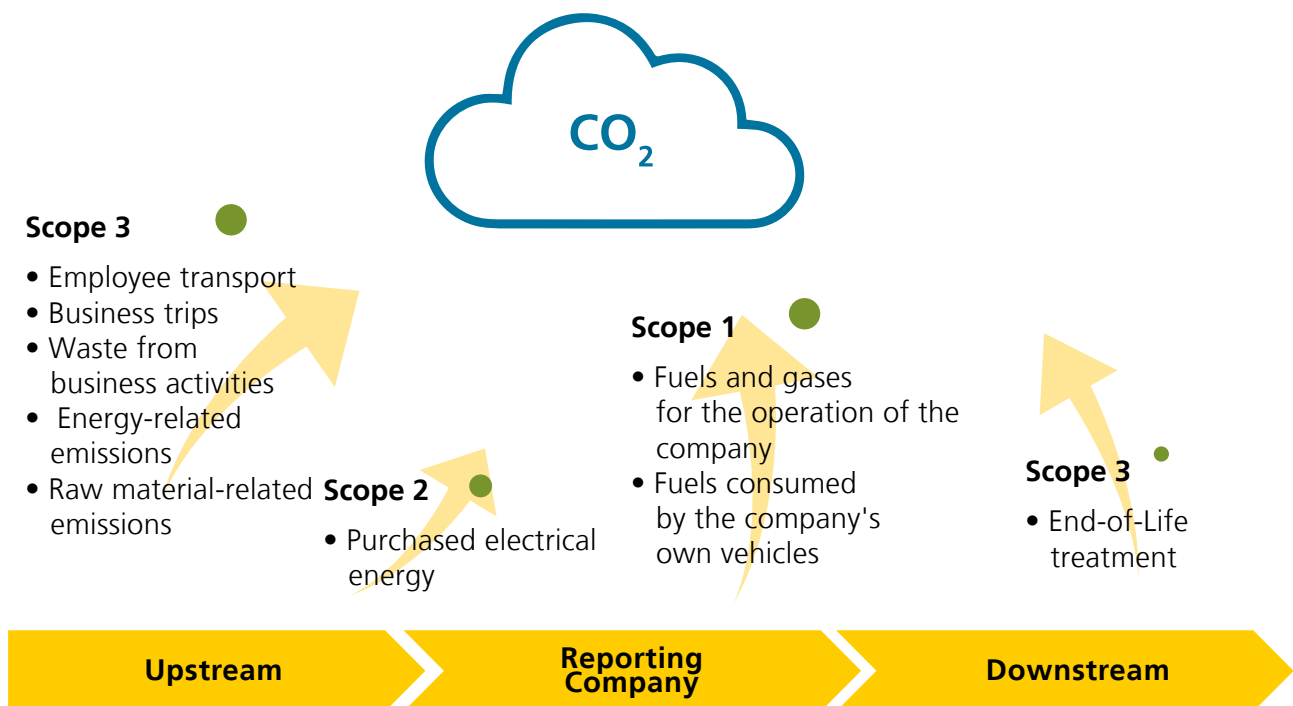 CO₂
Scope 3
• Employee transport
• Business trips
• Waste from
business activities
• Energy-related
emissions
• Raw material-related
emissions
Scope 2
• Purchased electrical
energy
Scope 1
• Fuels and gases
for the operation of the
company
• Fuels consumed
by the company's
own vehicles
Scope 3
• End-of-Life
treatment
Upstream
Reporting
Company
Downstream